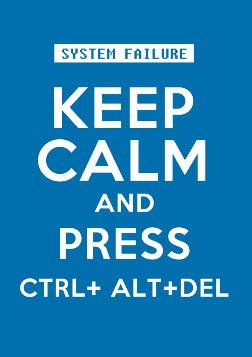 SYSTEM FAILURE
KEEP
CALM
AND
PRESS
CTRL+ ALT+DEL